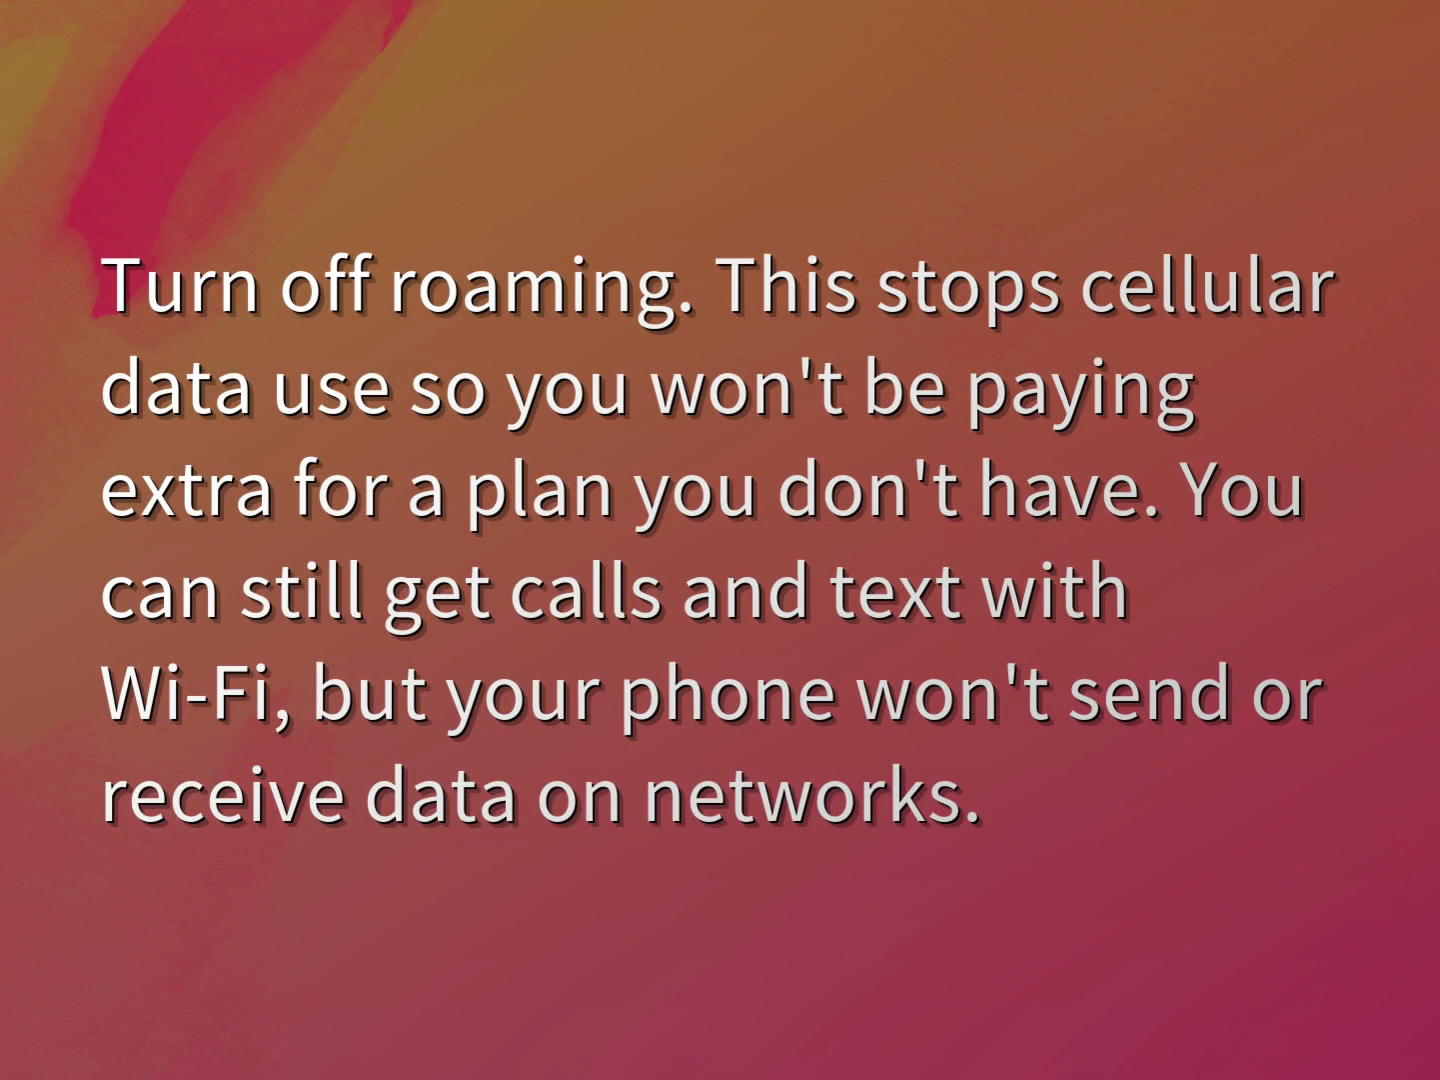 Turn off roaming. This stops cellular
data use so you won't be paying
extra for a plan you don't have. You
can still get calls and text with
Wi-Fi, but your phone won't send or
receive data on networks.